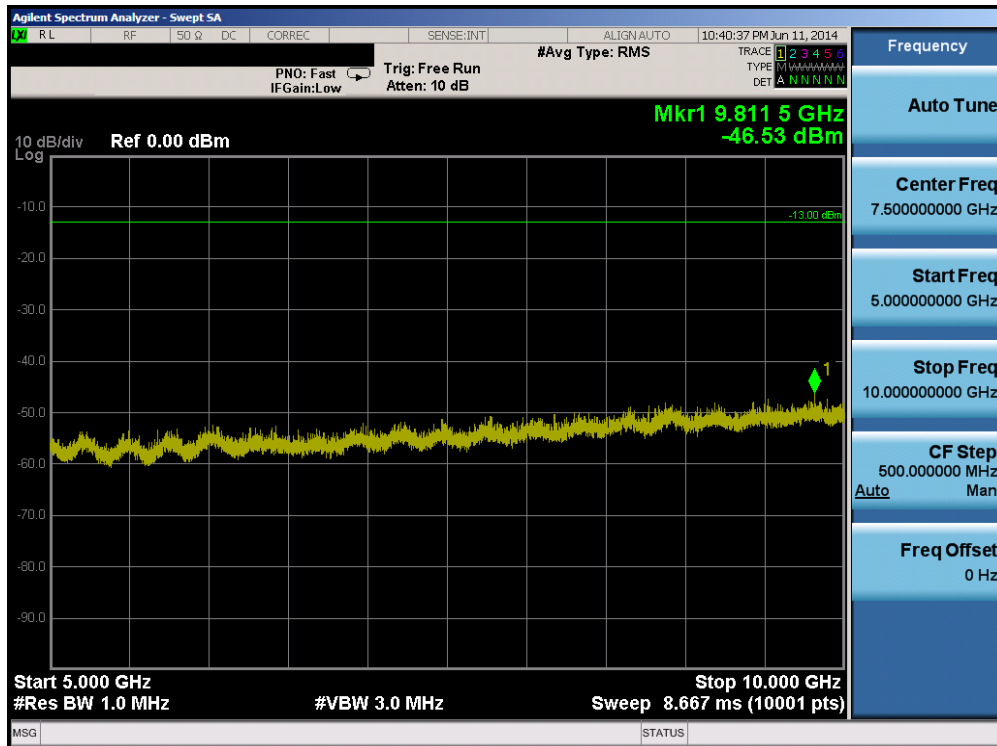 Agilent Spectrum Analyzer - Swept SA
LXI RL RF 50 Ω DC CORREC SENSE:INT ALIGN AUTO 10:40:37 PM Jun 11, 2014
#Avg Type: RMS
TRACE 1 2 3 4 5 6
TYPE M WWWWW
DET A N N N N N
PNO: Fast
IFGain:Low
Trig: Free Run
Atten: 10 dB
Mkr1 9.811 5 GHz
-46.53 dBm
10 dB/div
Log
Ref 0.00 dBm
-10.0
-13.00 dBm
-20.0
-30.0
-40.0
1
-50.0
-60.0
-70.0
-80.0
-90.0
Start 5.000 GHz
Stop 10.000 GHz
#Res BW 1.0 MHz
#VBW 3.0 MHz
Sweep 8.667 ms (10001 pts)
MSG
STATUS
Frequency
Auto Tune
Center Freq
7.500000000 GHz
Start Freq
5.000000000 GHz
Stop Freq
10.000000000 GHz
CF Step
500.000000 MHz
Auto Man
Freq Offset
0 Hz